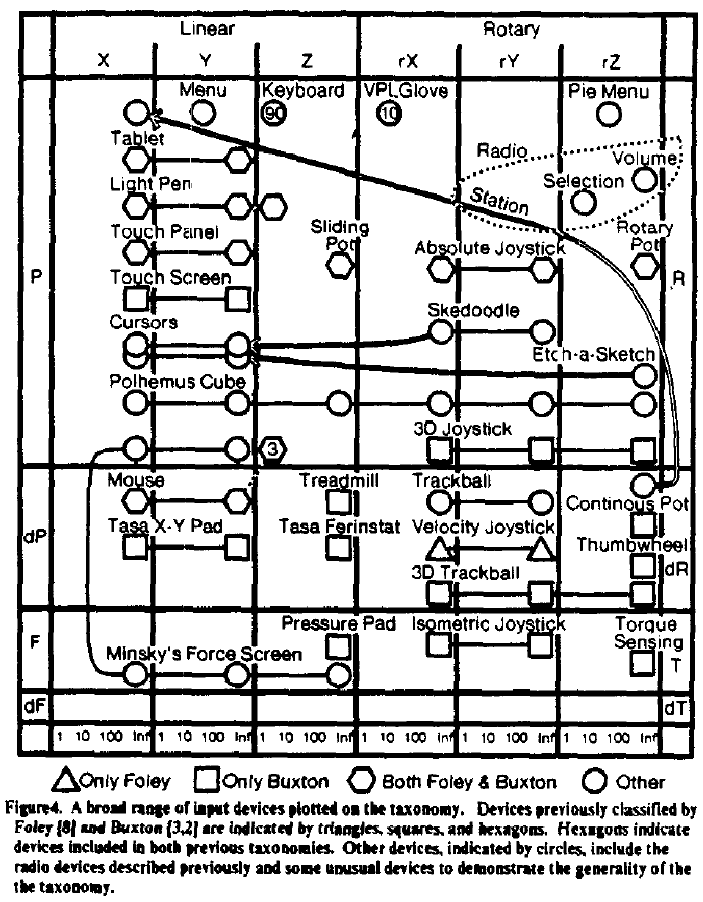 Linear Rotary
X Y Z rX rY rZ
Menu Keyboard VPLGlove Pie Menu
90 10
Tablet Radio Volume
Light Pen Station Selection
Touch Panel Sliding Pot Absolute Joystick Rotary Pot
P R
Touch Screen
Cursors Skedoodle
Etch-a-Sketch
Polhemus Cube
3D Joystick
3
Mouse Treadmill Trackball
Continous Pot
Tasa X-Y Pad Tasa Ferinstat Velocity Joystick Thumbwheel
dP dR
3D Trackball
Pressure Pad Isometric Joystick Torque Sensing
F T
Minsky's Force Screen
dF dT
1 10 100 Inf 1 10 100 Inf 1 10 100 Inf 1 10 100 Inf 1 10 100 Inf 1 10 100 Inf
Only Foley Only Buxton Both Foley & Buxton Other
Figure4. A broad range of input devices plotted on the taxonomy. Devices previously classified by
Foley [8] and Buxton [3,2] are indicated by triangles, squares, and hexagons. Hexagons indicate
devices included in both previous taxonomies. Other devices, indicated by circles, include the
radio devices described previously and some unusual devices to demonstrate the generality of the
the taxonomy.